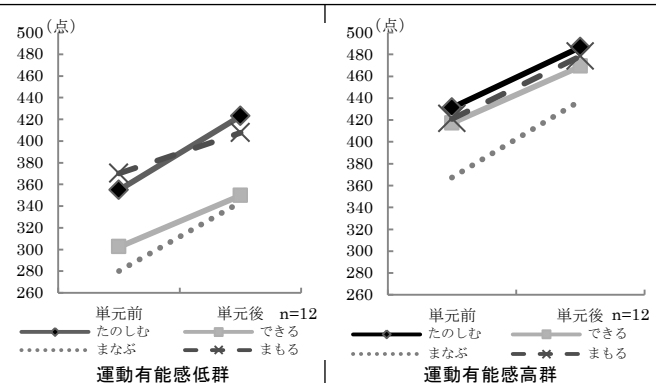 (点)
500
480
460
440
420
400
380
360
340
320
300
280
260
単元前 単元後 n=12
たのしむ できる
まなぶ まもる
運動有能感低群
(点)
500
480
460
440
420
400
380
360
340
320
300
280
260
単元前 単元後 n=12
たのしむ できる
まなぶ まもる
運動有能感高群